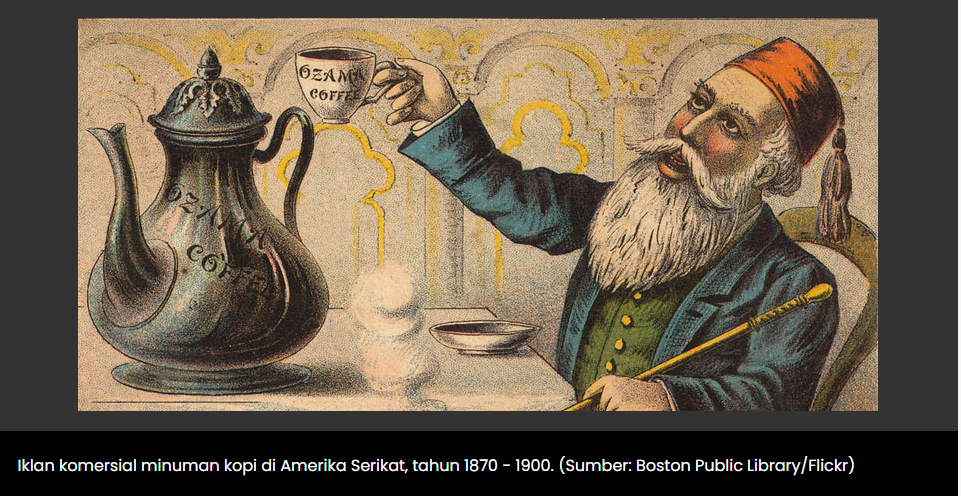 OZAMA
COFFEE
OZAMA
COFFEE
Iklan komersial minuman kopi di Amerika Serikat, tahun 1870 - 1900. (Sumber: Boston Public Library/Flickr)